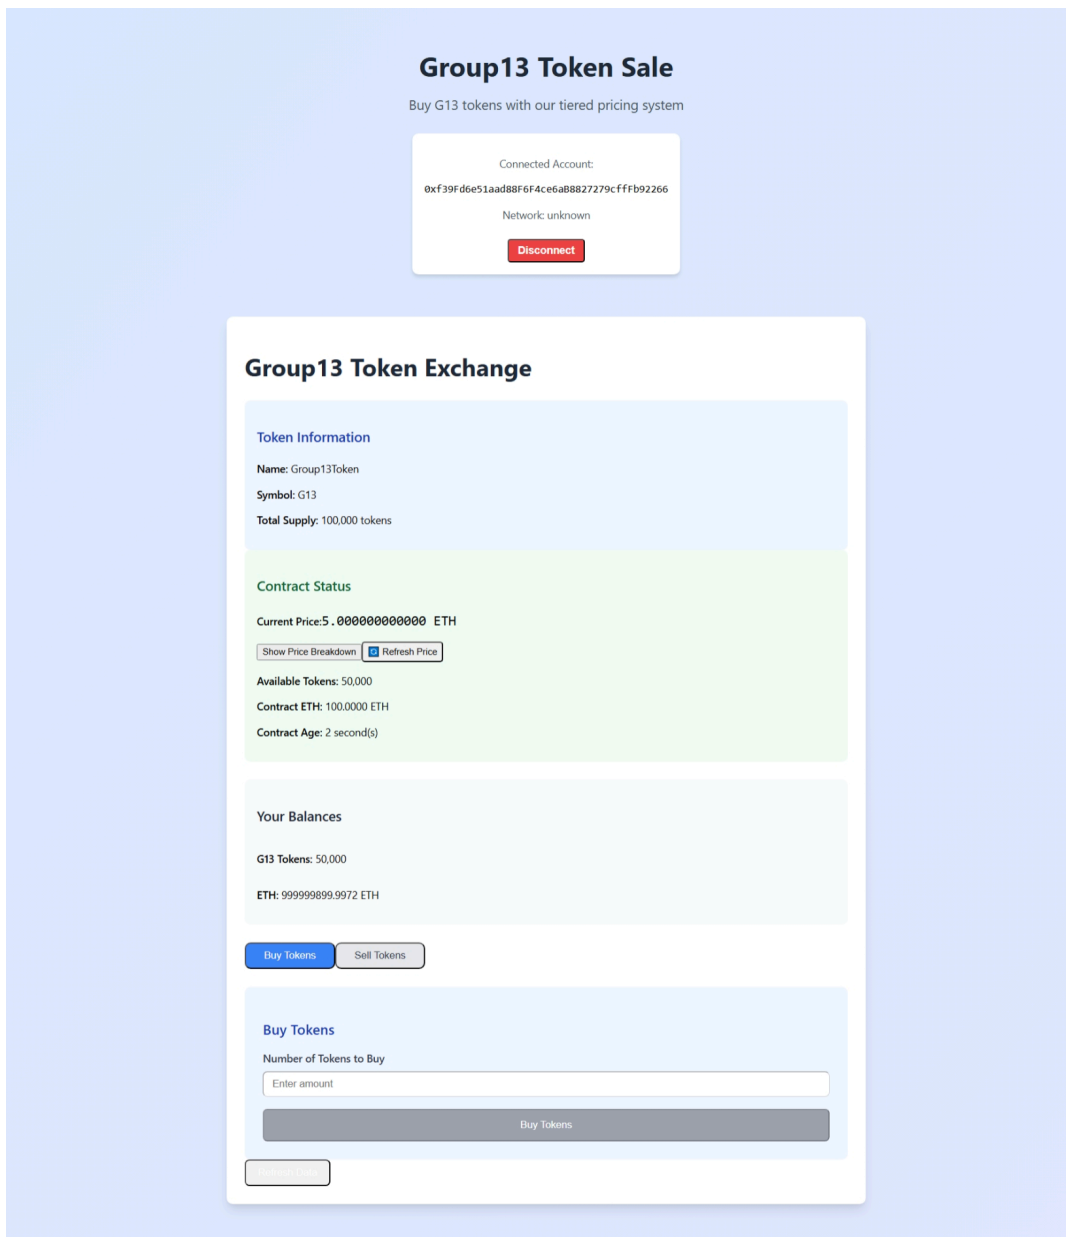 Group13 Token Sale
Buy G13 tokens with our tiered pricing system
Connected Account:
0xf39Fd6e51aad88F6F4ce6aB8827279cffFb92266
Network: unknown
Disconnect
Group13 Token Exchange
Token Information
Name: Group13Token
Symbol: G13
Total Supply: 100,000 tokens
Contract Status
Current Price:5.000000000000 ETH
Show Price Breakdown Refresh Price
Available Tokens: 50,000
Contract ETH: 100.0000 ETH
Contract Age: 2 second(s)
Your Balances
G13 Tokens: 50,000
ETH: 999999899.9972 ETH
Buy Tokens Sell Tokens
Buy Tokens
Number of Tokens to Buy
Enter amount
Buy Tokens
Refresh Data